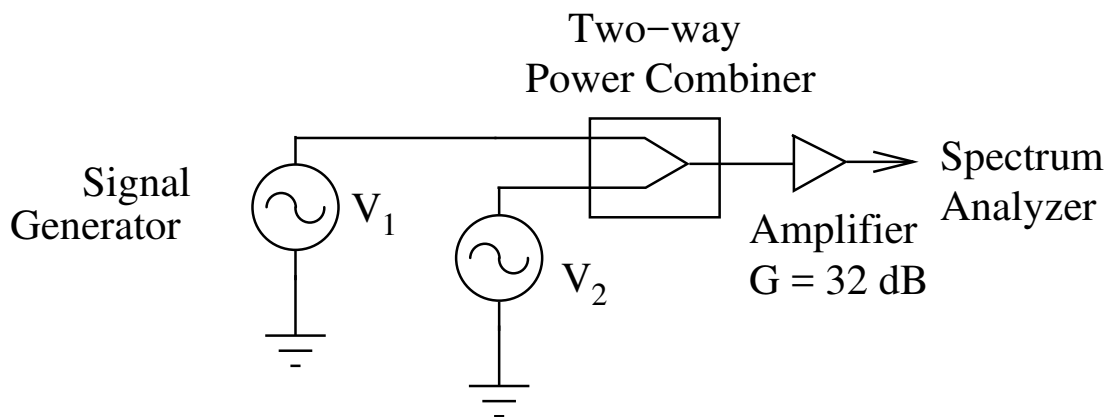 Two−way
Power Combiner
Signal
Generator
V1
V2
Spectrum
Analyzer
Amplifier
G = 32 dB